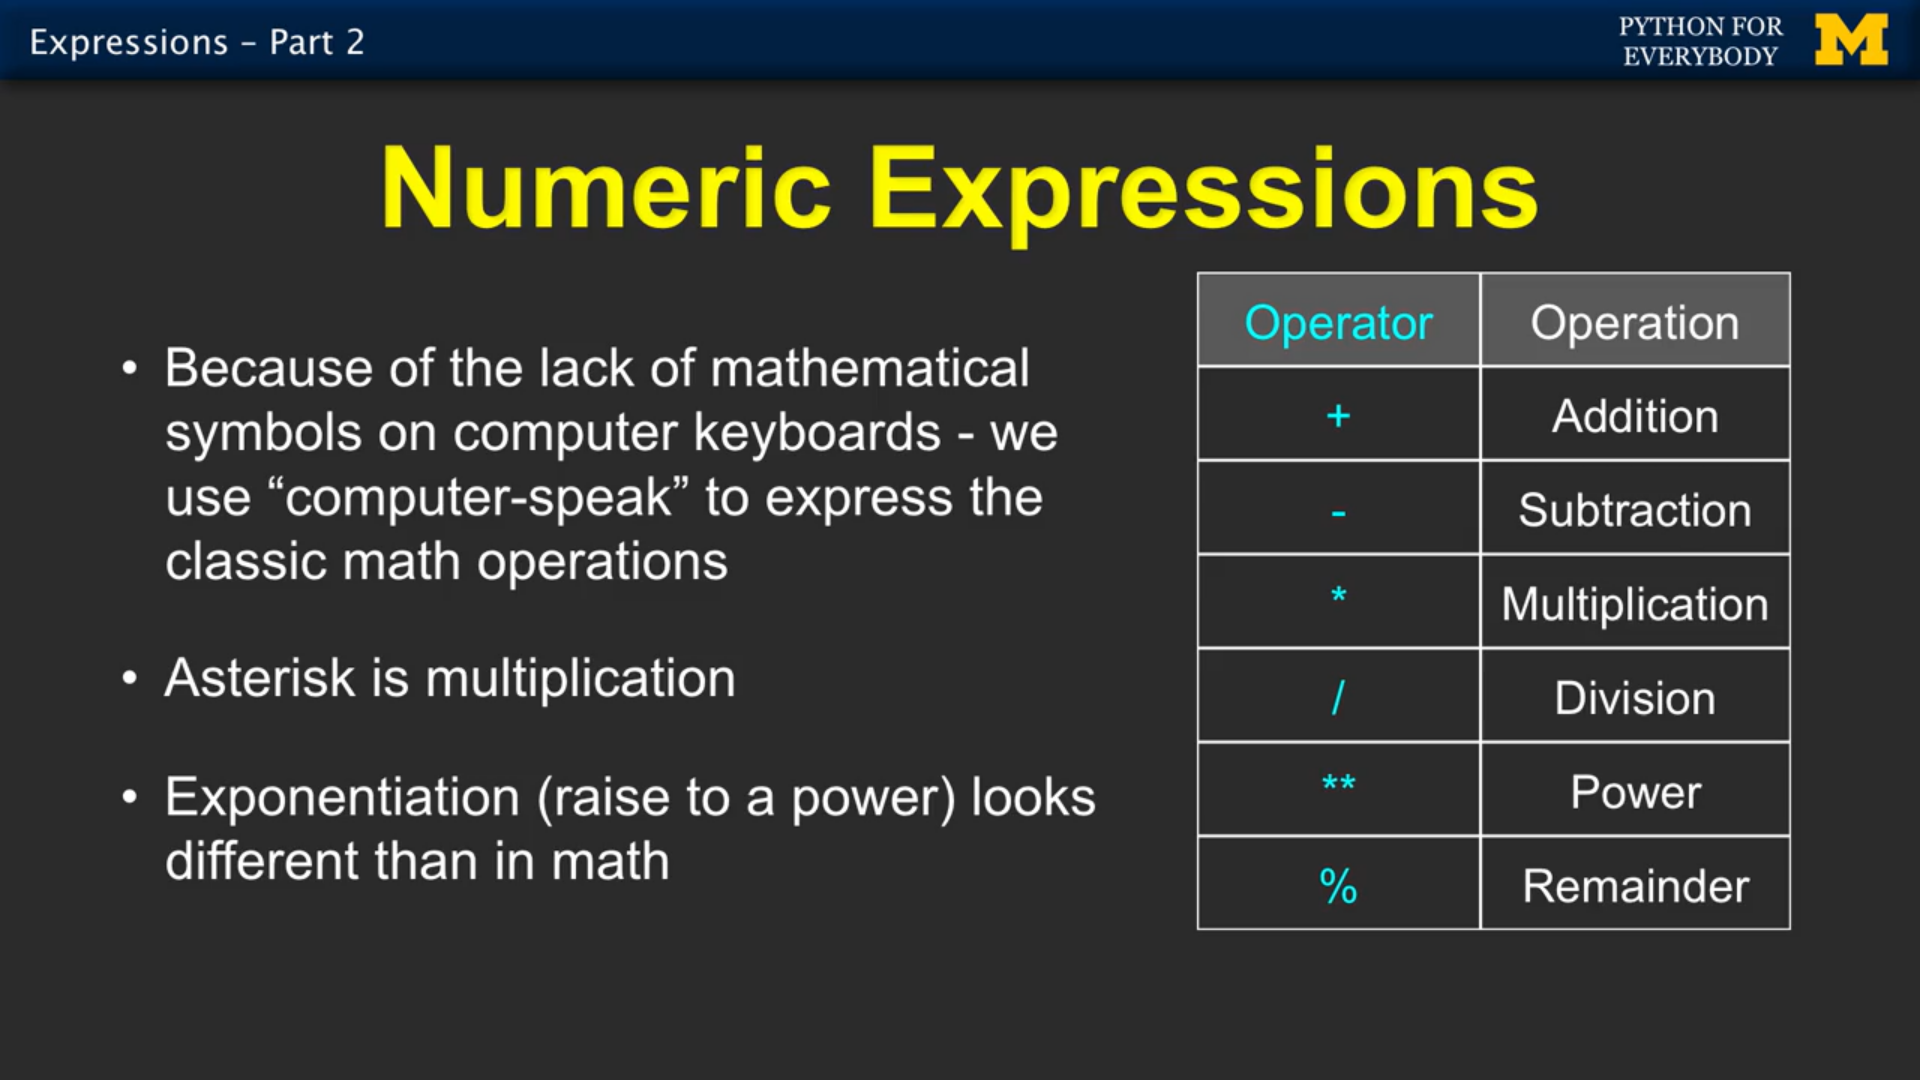 Expressions – Part 2
PYTHON FOR
EVERYBODY
M
Numeric Expressions
• Because of the lack of mathematical
symbols on computer keyboards - we
use “computer-speak” to express the
classic math operations
• Asterisk is multiplication
• Exponentiation (raise to a power) looks
different than in math
Operator Operation
+ Addition
- Subtraction
* Multiplication
/ Division
** Power
% Remainder